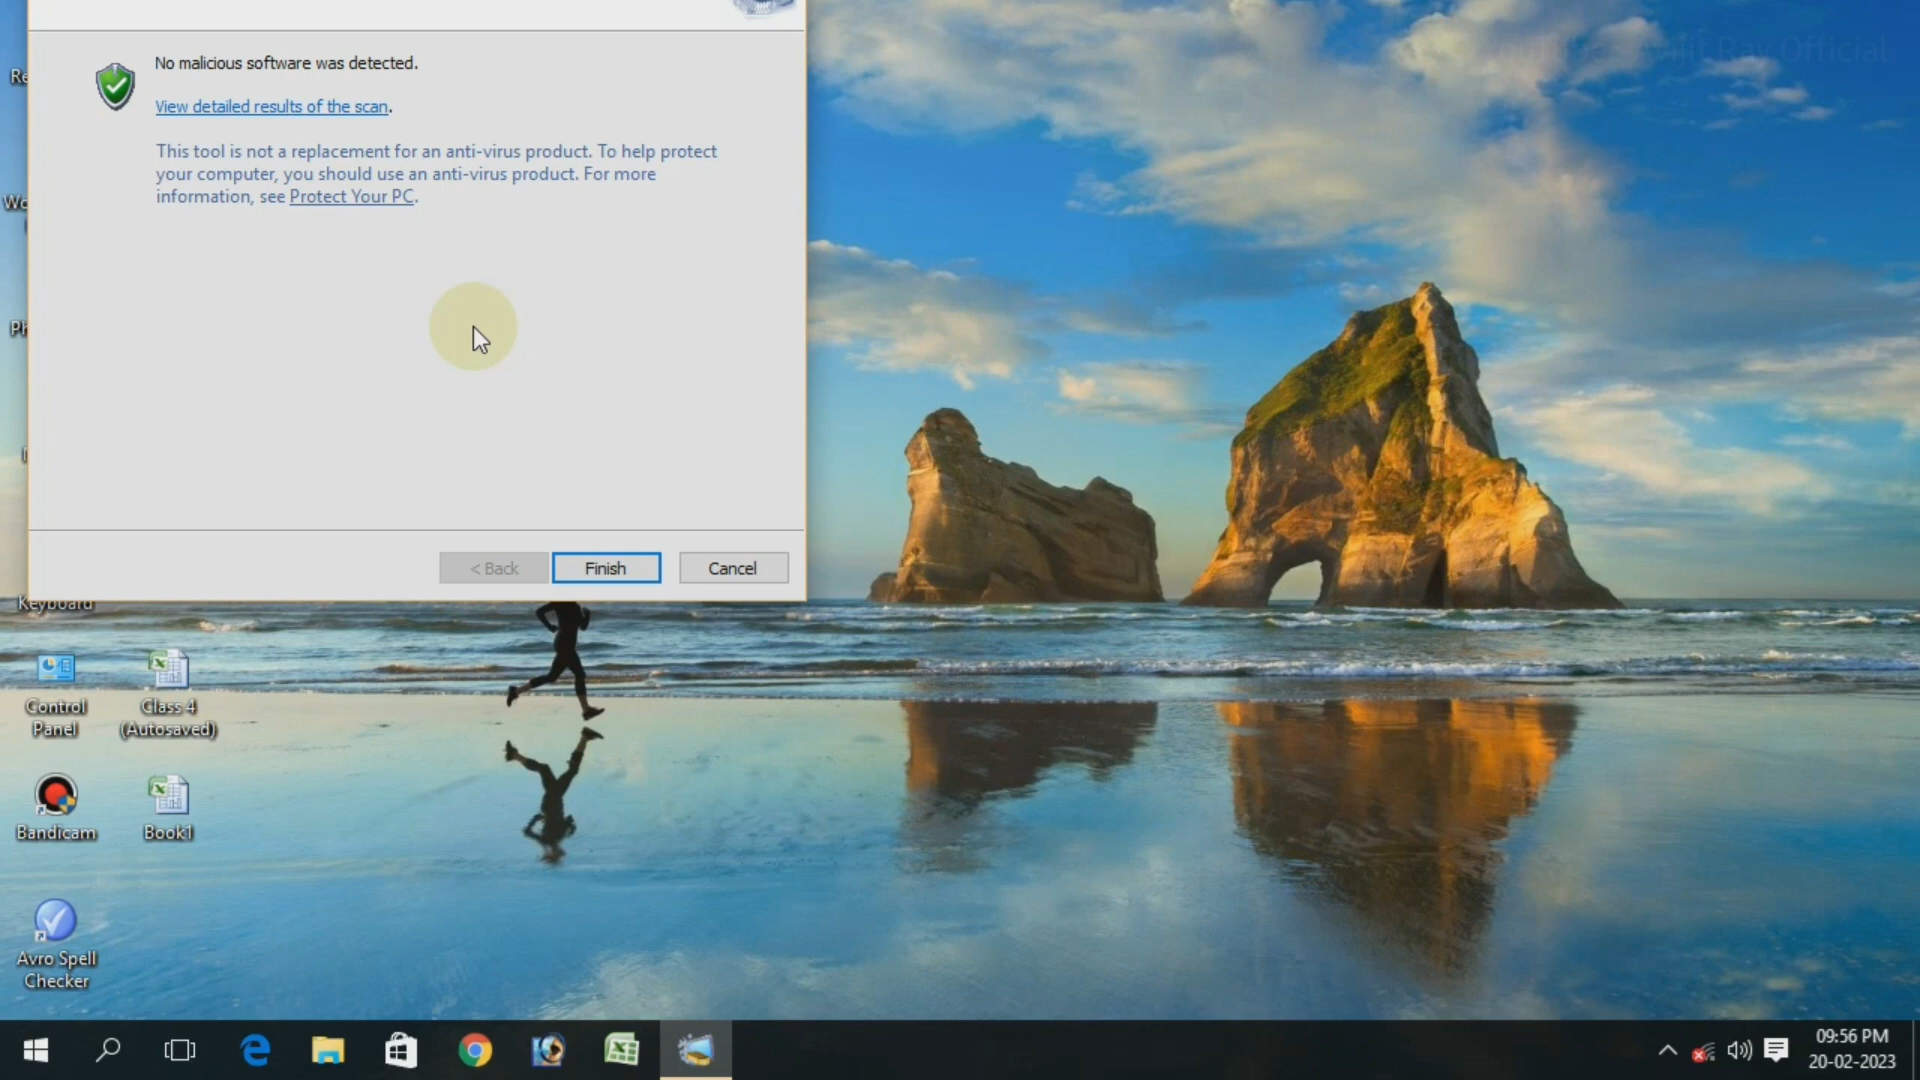 No malicious software was detected.
View detailed results of the scan.
This tool is not a replacement for an anti-virus product. To help protect
your computer, you should use an anti-virus product. For more
information, see Protect Your PC.
< Back
Finish
Cancel
Keyboard
Control
Panel
Class 4
(Autosaved)
Bandicam
Book1
Avro Spell
Checker
09:56 PM
20-02-2023
Ray Official